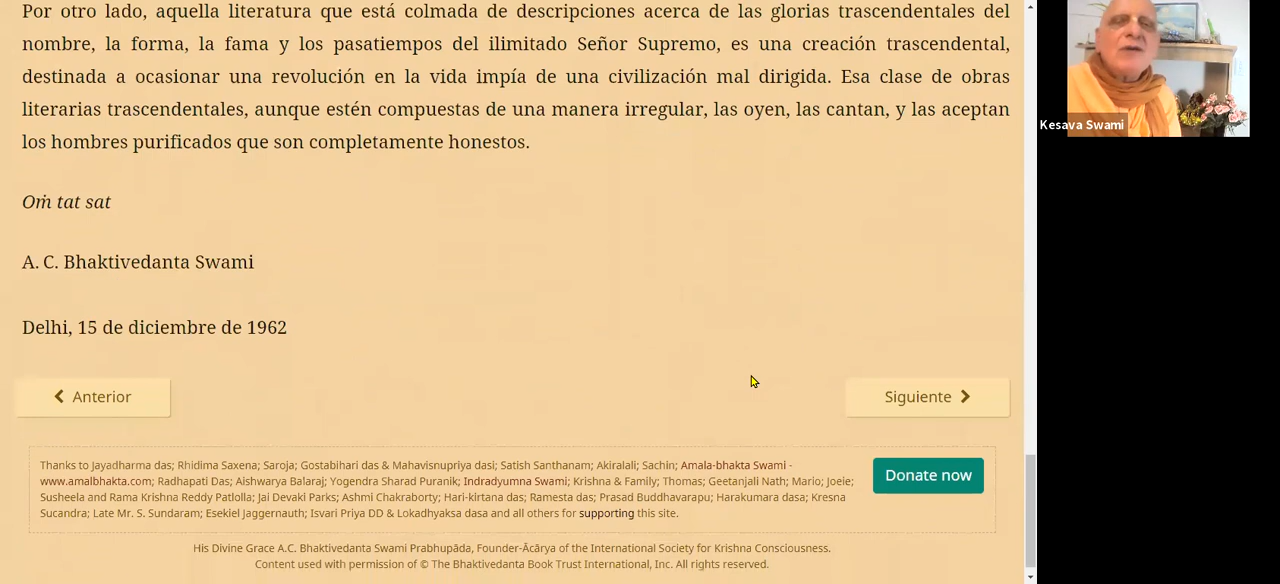 Por otro lado, aquella literatura que está colmada de descripciones acerca de las glorias trascendentales del
nombre, la forma, la fama y los pasatiempos del ilimitado Señor Supremo, es una creación trascendental,
destinada a ocasionar una revolución en la vida impía de una civilización mal dirigida. Esa clase de obras
literarias trascendentales, aunque estén compuestas de una manera irregular, las oyen, las cantan, y las aceptan
los hombres purificados que son completamente honestos.
Oṁ tat sat
A. C. Bhaktivedanta Swami
Delhi, 15 de diciembre de 1962
Anterior
Siguiente
Thanks to Jayadharma das; Rhidima Saxena; Saroja; Gostabihari das & Mahavisnupriya dasi; Satish Santhanam; Akiralali; Sachin; Amala-bhakta Swami -
www.amalbhakta.com; Radhapati Das; Aishwarya Balaraj; Yogendra Sharad Puranik; Indradyumna Swami; Krishna & Family; Thomas; Geetanjali Nath; Mario; Joeie;
Susheela and Rama Krishna Reddy Patlolla; Jai Devaki Parks; Ashmi Chakraborty; Hari-kirtana das; Ramesta das; Prasad Buddhavarapu; Harakumara dasa; Kresna
Sucandra; Late Mr. S. Sundaram; Esekiel Jaggernauth; Isvari Priya DD & Lokadhyaksa dasa and all others for supporting this site.
Donate now
His Divine Grace A.C. Bhaktivedanta Swami Prabhupāda, Founder-Ācārya of the International Society for Krishna Consciousness.
Content used with permission of © The Bhaktivedanta Book Trust International, Inc. All rights reserved.
Kesava Swami